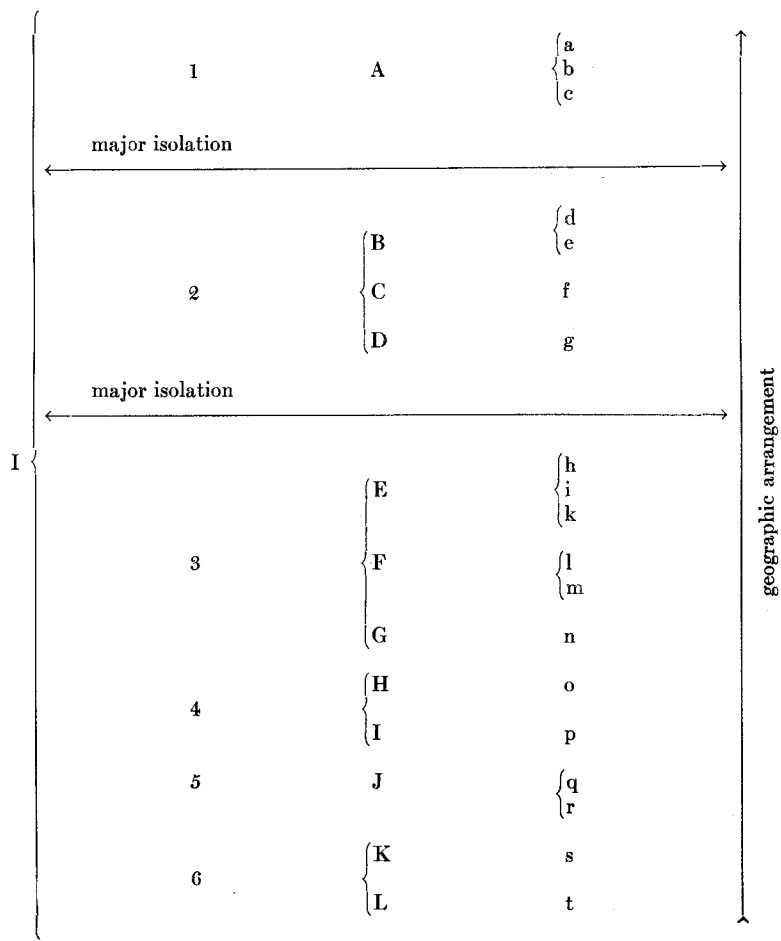 a
1 A b
c
major isolation
d
B e
2 C f
D g
major isolation
I
h
E i
k
l
3 F
m
G n
H o
4
I p
5 J q
r
K s
6
L t
geographic arrangement